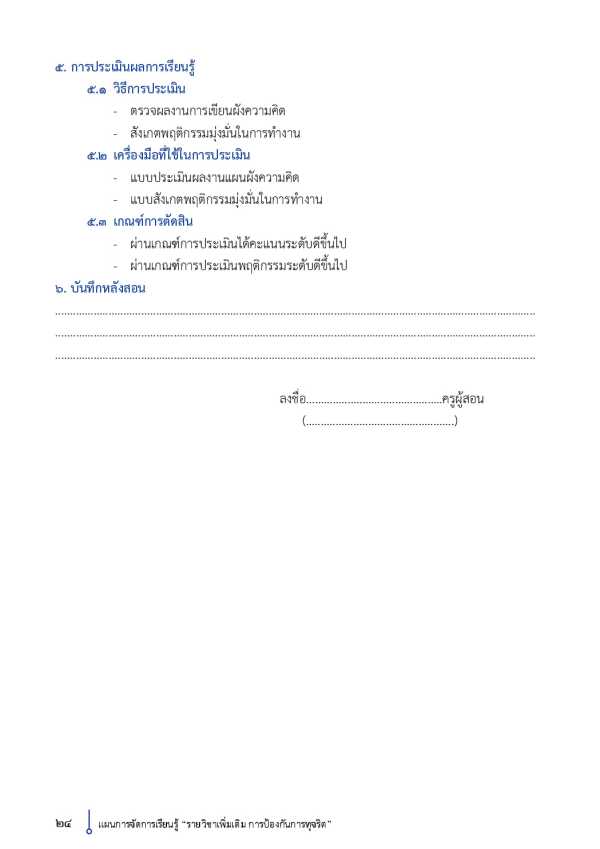 ๕. การประเมินผลการเรียนรู้
๕.๑ วิธีการประเมิน
- ตรวจผลงานการเขียนผังความคิด
- สังเกตพฤติกรรมมุ่งมั่นในการทำงาน
๕.๒ เครื่องมือที่ใช้ในการประเมิน
- แบบประเมินผลงานแผนผังความคิด
- แบบสังเกตพฤติกรรมมุ่งมั่นในการทำงาน
๕.๓ เกณฑ์การตัดสิน
- ผ่านเกณฑ์การประเมินได้คะแนนระดับดีขึ้นไป
- ผ่านเกณฑ์การประเมินพฤติกรรมระดับดีขึ้นไป
๖. บันทึกหลังสอน
................................................................................................................................................................
................................................................................................................................................................
................................................................................................................................................................
ลงชื่อ..............................................ครูผู้สอน
(..................................................)
๒๔ แผนการจัดการเรียนรู้ “รายวิชาเพิ่มเติม การป้องกันการทุจริต”